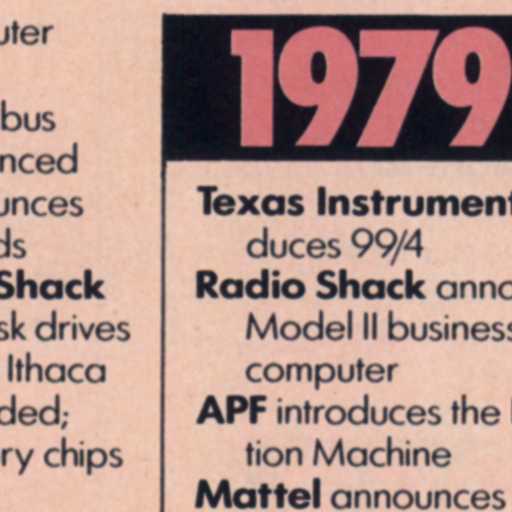 uter
bus
nced
unces
ds
Shack
sk drives
Ithaca
ded;
ry chips
1979
Texas Instrument
duces 99/4
Radio Shack anno
Model II business
computer
APF introduces the
tion Machine
Mattel announces